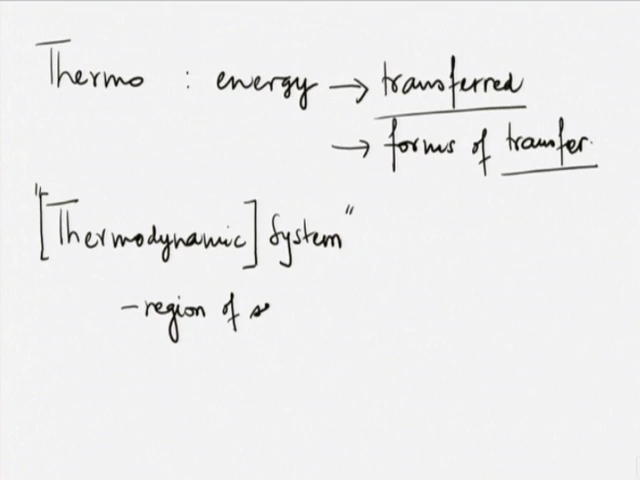 Thermo : energy → transferred
→ forms of transfer.
"[Thermodynamic] System"
- region of